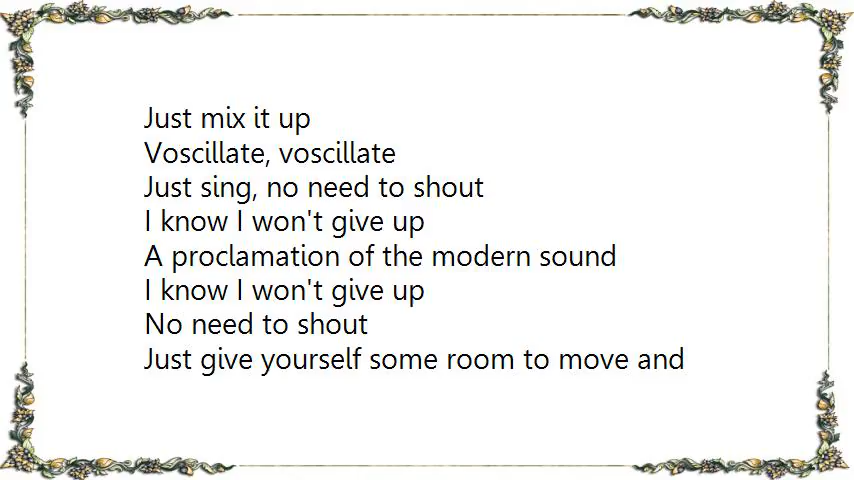 Just mix it up
Voscillate, voscillate
Just sing, no need to shout
I know I won't give up
A proclamation of the modern sound
I know I won't give up
No need to shout
Just give yourself some room to move and